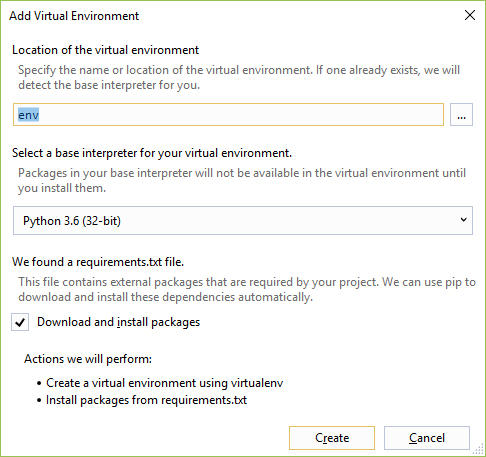 Add Virtual Environment
Location of the virtual environment
Specify the name or location of the virtual environment. If one already exists, we will
detect the base interpreter for you.
env
...
Select a base interpreter for your virtual environment.
Packages in your base interpreter will not be available in the virtual environment until
you install them.
Python 3.6 (32-bit)
We found a requirements.txt file.
This file contains external packages that are required by your project. We can use pip to
download and install these dependencies automatically.
Download and install packages
Actions we will perform:
• Create a virtual environment using virtualenv
• Install packages from requirements.txt
Create
Cancel